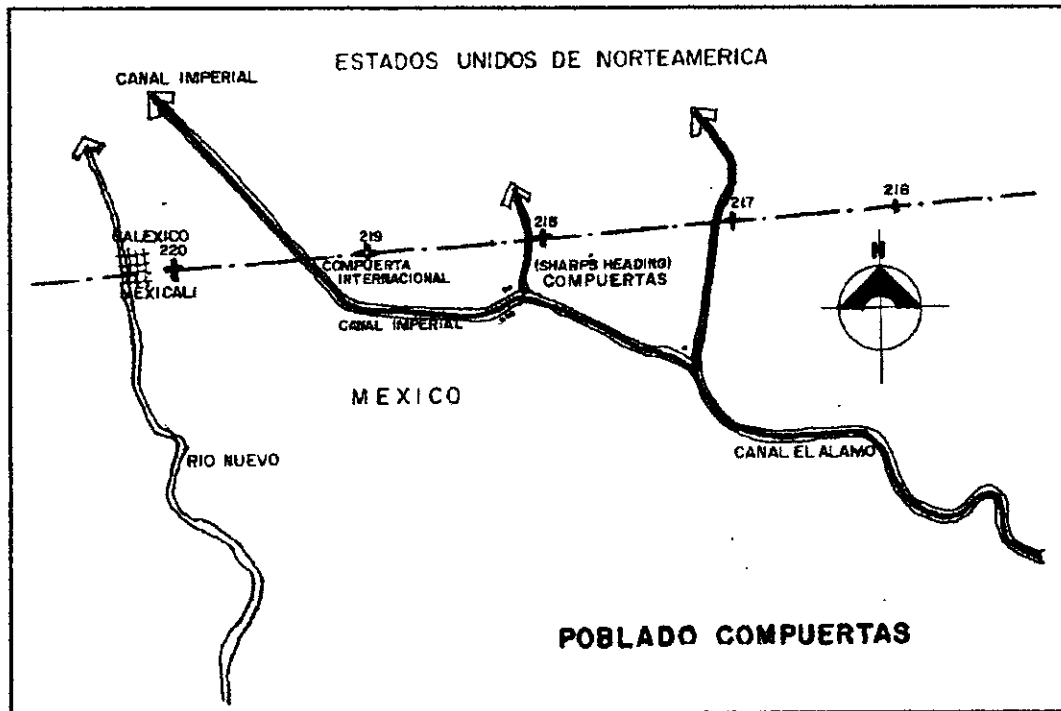 ESTADOS UNIDOS DE NORTEAMERICA
CANAL IMPERIAL
216
217
218
219
CALEXICO
220
MEXICALI
COMPUERTA
INTERNACIONAL
(SHARP'S HEADING)
COMPUERTAS
N
CANAL IMPERIAL
MEXICO
RIO NUEVO
CANAL EL ALAMO
POBLADO COMPUERTAS